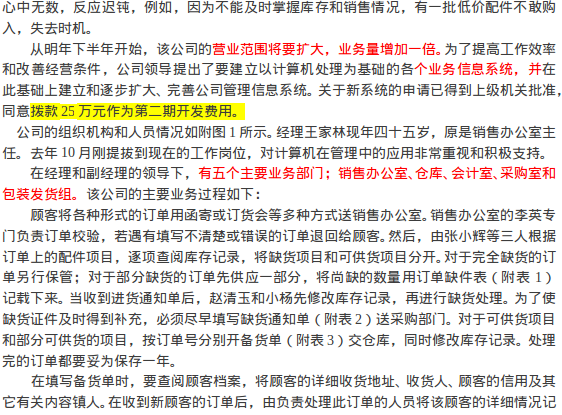 心中无数，反应迟钝，例如，因为不能及时掌握库存和销售情况，有一批低价配件不敢购
入，失去时机。
从明年下半年开始，该公司的营业范围将要扩大，业务量增加一倍。为了提高工作效率
和改善经营条件，公司领导提出了要建立以计算机处理为基础的各个业务信息系统，并在
此基础上建立和逐步扩大、完善公司管理信息系统。关于新系统的申请已得到上级机关批准，
同意拨款 25 万元作为第二期开发费用。
公司的组织机构和人员情况如附图 1 所示。经理王家林现年四十五岁，原是销售办公室主
任。去年 10 月刚提拔到现在的工作岗位，对计算机在管理中的应用非常重视和积极支持。
在经理和副经理的领导下，有五个主要业务部门；销售办公室、仓库、会计室、采购室和
包装发货组。该公司的主要业务过程如下：
顾客将各种形式的订单用函寄或订货会等多种方式送销售办公室。销售办公室的李英专
门负责订单校验，若遇有填写不清楚或错误的订单退回给顾客。然后，由张小辉等三人根据
订单上的配件项目，逐项查阅库存记录，将缺货项目和可供货项目分开。对于完全缺货的订
单另行保管；对于部分缺货的订单先供应一部分，将尚缺的数量用订单缺件表（附表 1）
记载下来。当收到进货通知单后，赵清玉和小杨先修改库存记录，再进行缺货处理。为了使
缺货证件及时得到补充，必须尽早填写缺货通知单（附表 2）送采购部门。对于可供货项目
和部分可供货的项目，按订单号分别开备货单（附表 3）交仓库，同时修改库存记录。处理
完的订单都要妥为保存一年。
在填写备货单时，要查阅顾客档案，将顾客的详细收货地址、收货人、顾客的信用及其
它有关内容镇人。在收到新顾客的订单后，由负责处理此订单的人员将该顾客的详细情况记